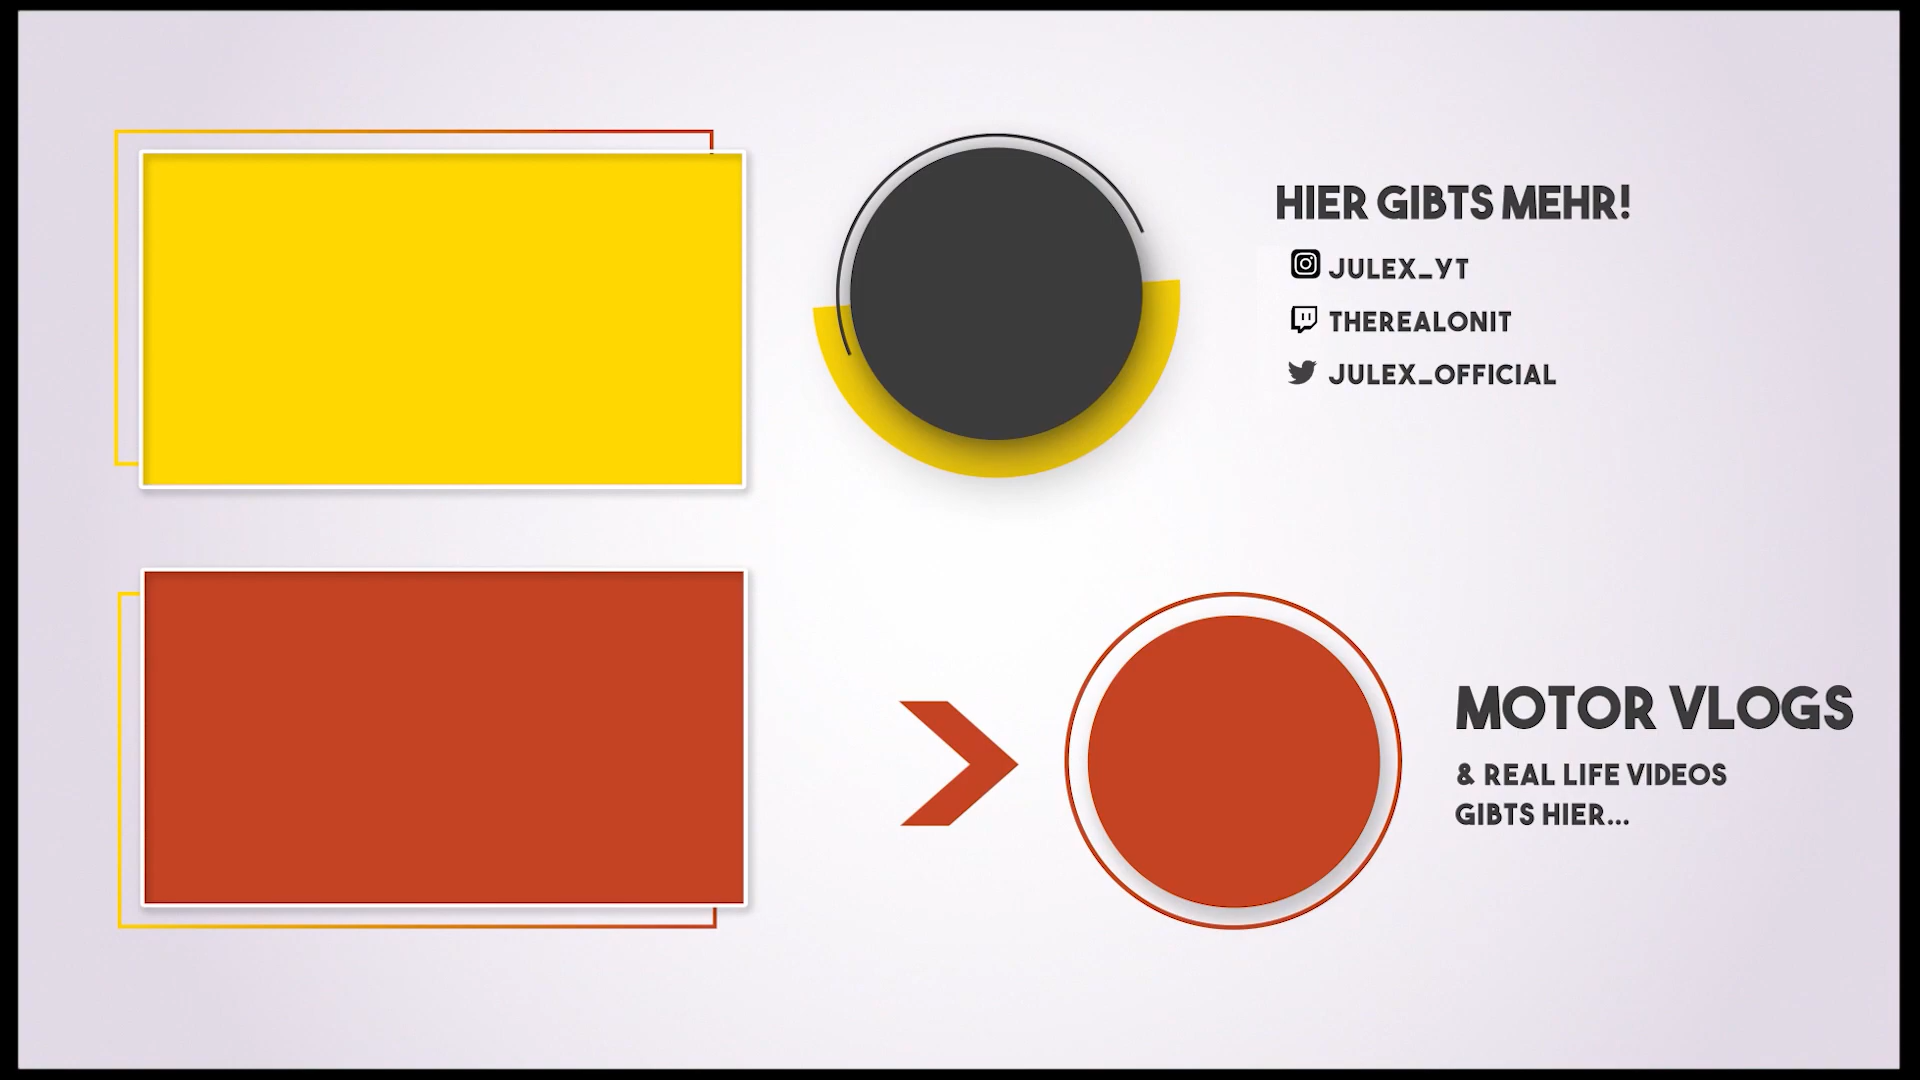 HIER GIBTS MEHR!
JULEX_YT
THEREALONIT
JULEX_OFFICIAL
MOTOR VLOGS
& REAL LIFE VIDEOS
GIBTS HIER...